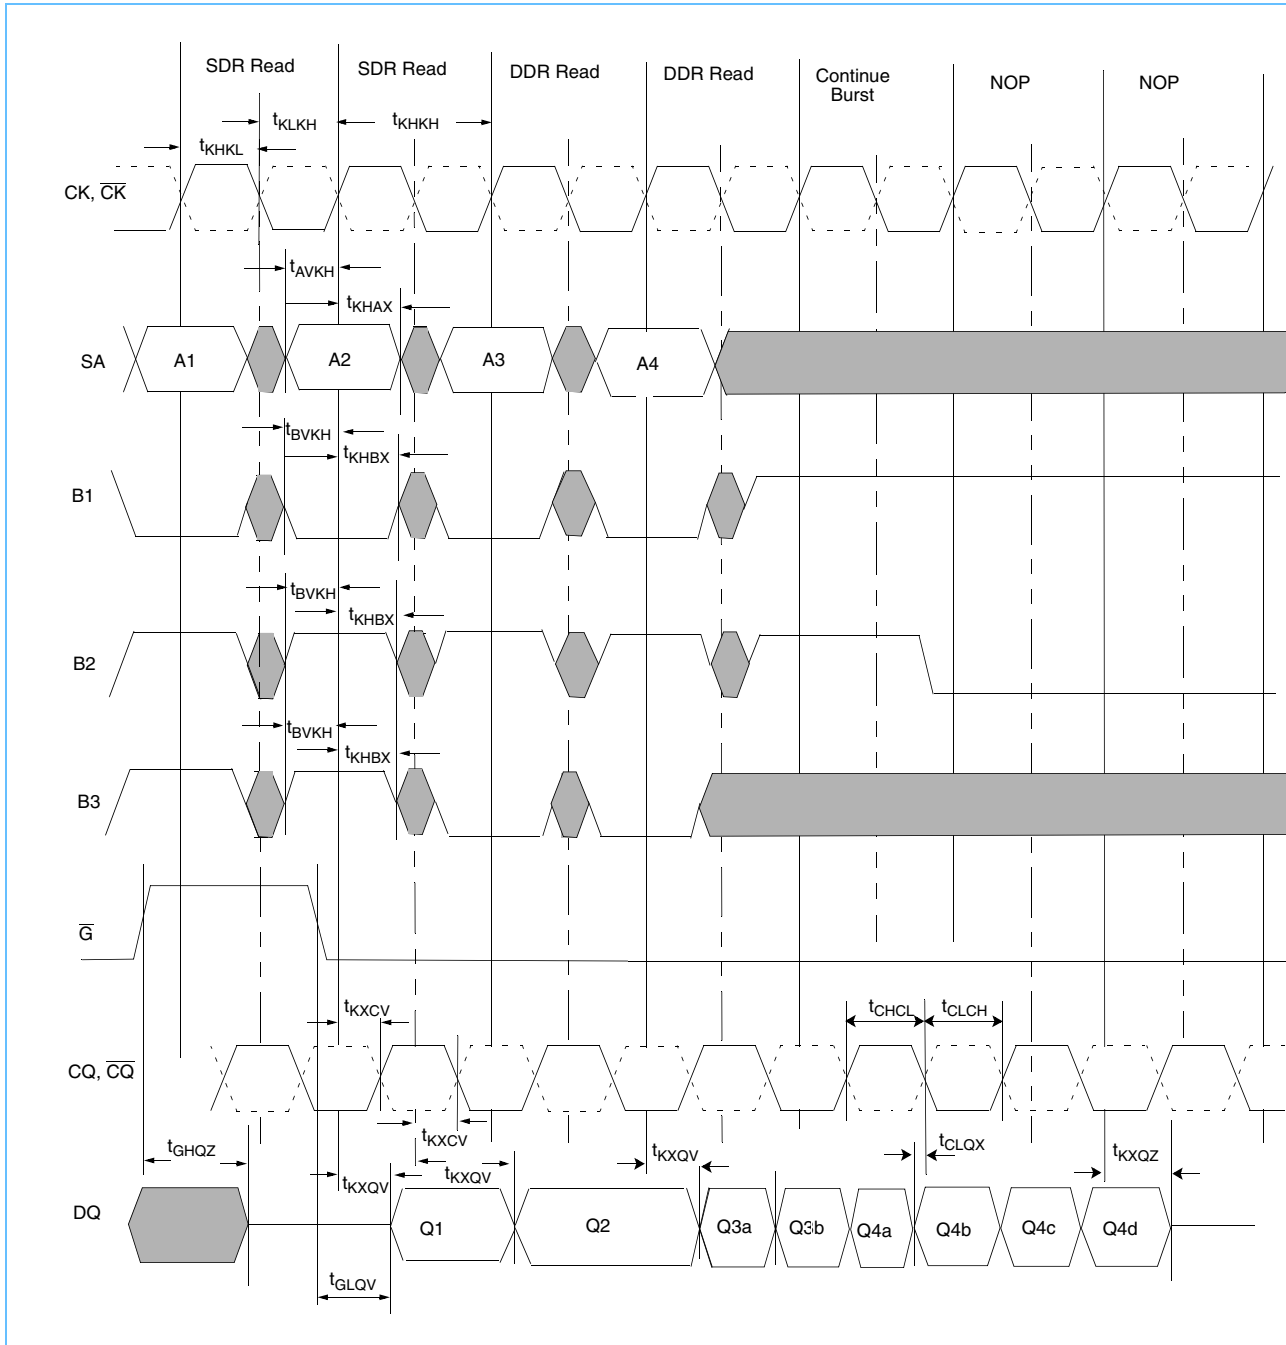 SDR Read SDR Read DDR Read DDR Read Continue Burst NOP NOP
tKLKH tKHKH
tKHKL
CK, CK
tAVKH
tKHAX
SA A1 A2 A3 A4
tBVKH
tKHBX
B1
tBVKH
tKHBX
B2
tBVKH
tKHBX
B3
G
tKXCV tCHCL tCLCH
CQ, CQ
tKXCV tCLQX
tGHQZ tKXQV tKXQV tKXQV tKXQZ
DQ Q1 Q2 Q3a Q3b Q4a Q4b Q4c Q4d
tGLQV